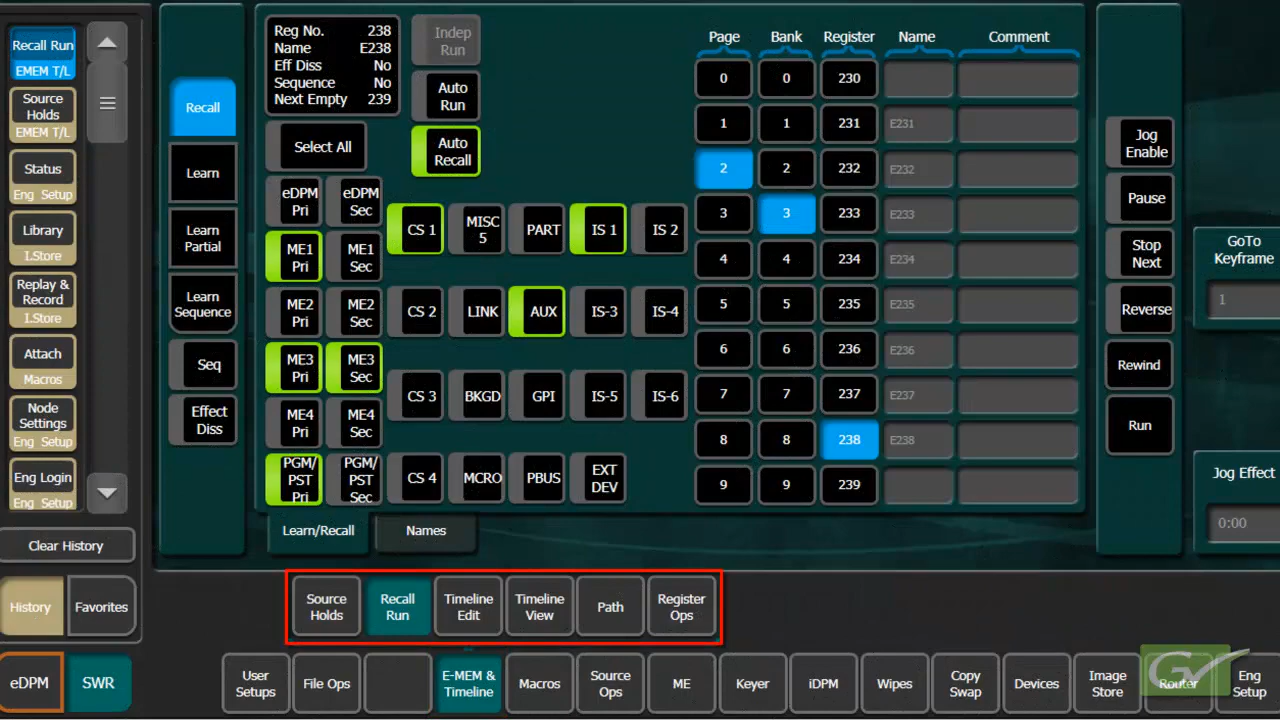 Recall Run
EMEM T/L
Source
Holds
EMEM T/L
Status
Eng Setup
Library
I.Store
Replay &
Record
I.Store
Attach
Macros
Node
Settings
Eng Setup
Eng Login
Eng Setup
Clear History
History
Favorites
eDPM
SWR
Recall
Learn
Learn
Partial
Learn
Sequence
Seq
Effect
Diss
Reg No. 238
Name E238
Eff Diss No
Sequence No
Next Empty 239
Indep
Run
Auto
Run
Auto
Recall
Select All
eDPM
Pri
eDPM
Sec
ME1
Pri
ME1
Sec
ME2
Pri
ME2
Sec
ME3
Pri
ME3
Sec
ME4
Pri
ME4
Sec
PGM/
PST
Pri
PGM/
PST
Sec
CS 1
MISC
5
PART
IS 1
IS 2
CS 2
LINK
AUX
IS-3
IS-4
CS 3
BKGD
GPI
IS-5
IS-6
CS 4
MCRO
PBUS
EXT
DEV
Page Bank Register Name Comment
0 0 230
1 1 231 E231
2 2 232 E232
3 3 233 E233
4 4 234 E234
5 5 235 E235
6 6 236 E236
7 7 237 E237
8 8 238 E238
9 9 239
Learn/Recall
Names
Jog
Enable
Pause
Stop
Next
Reverse
Rewind
Run
GoTo
Keyframe
1
Jog Effect
0:00
Source
Holds
Recall
Run
Timeline
Edit
Timeline
View
Path
Register
Ops
User
Setups
File Ops
E-MEM &
Timeline
Macros
Source
Ops
ME
Keyer
iDPM
Wipes
Copy
Swap
Devices
Image
Store
Router
Eng
Setup
GV